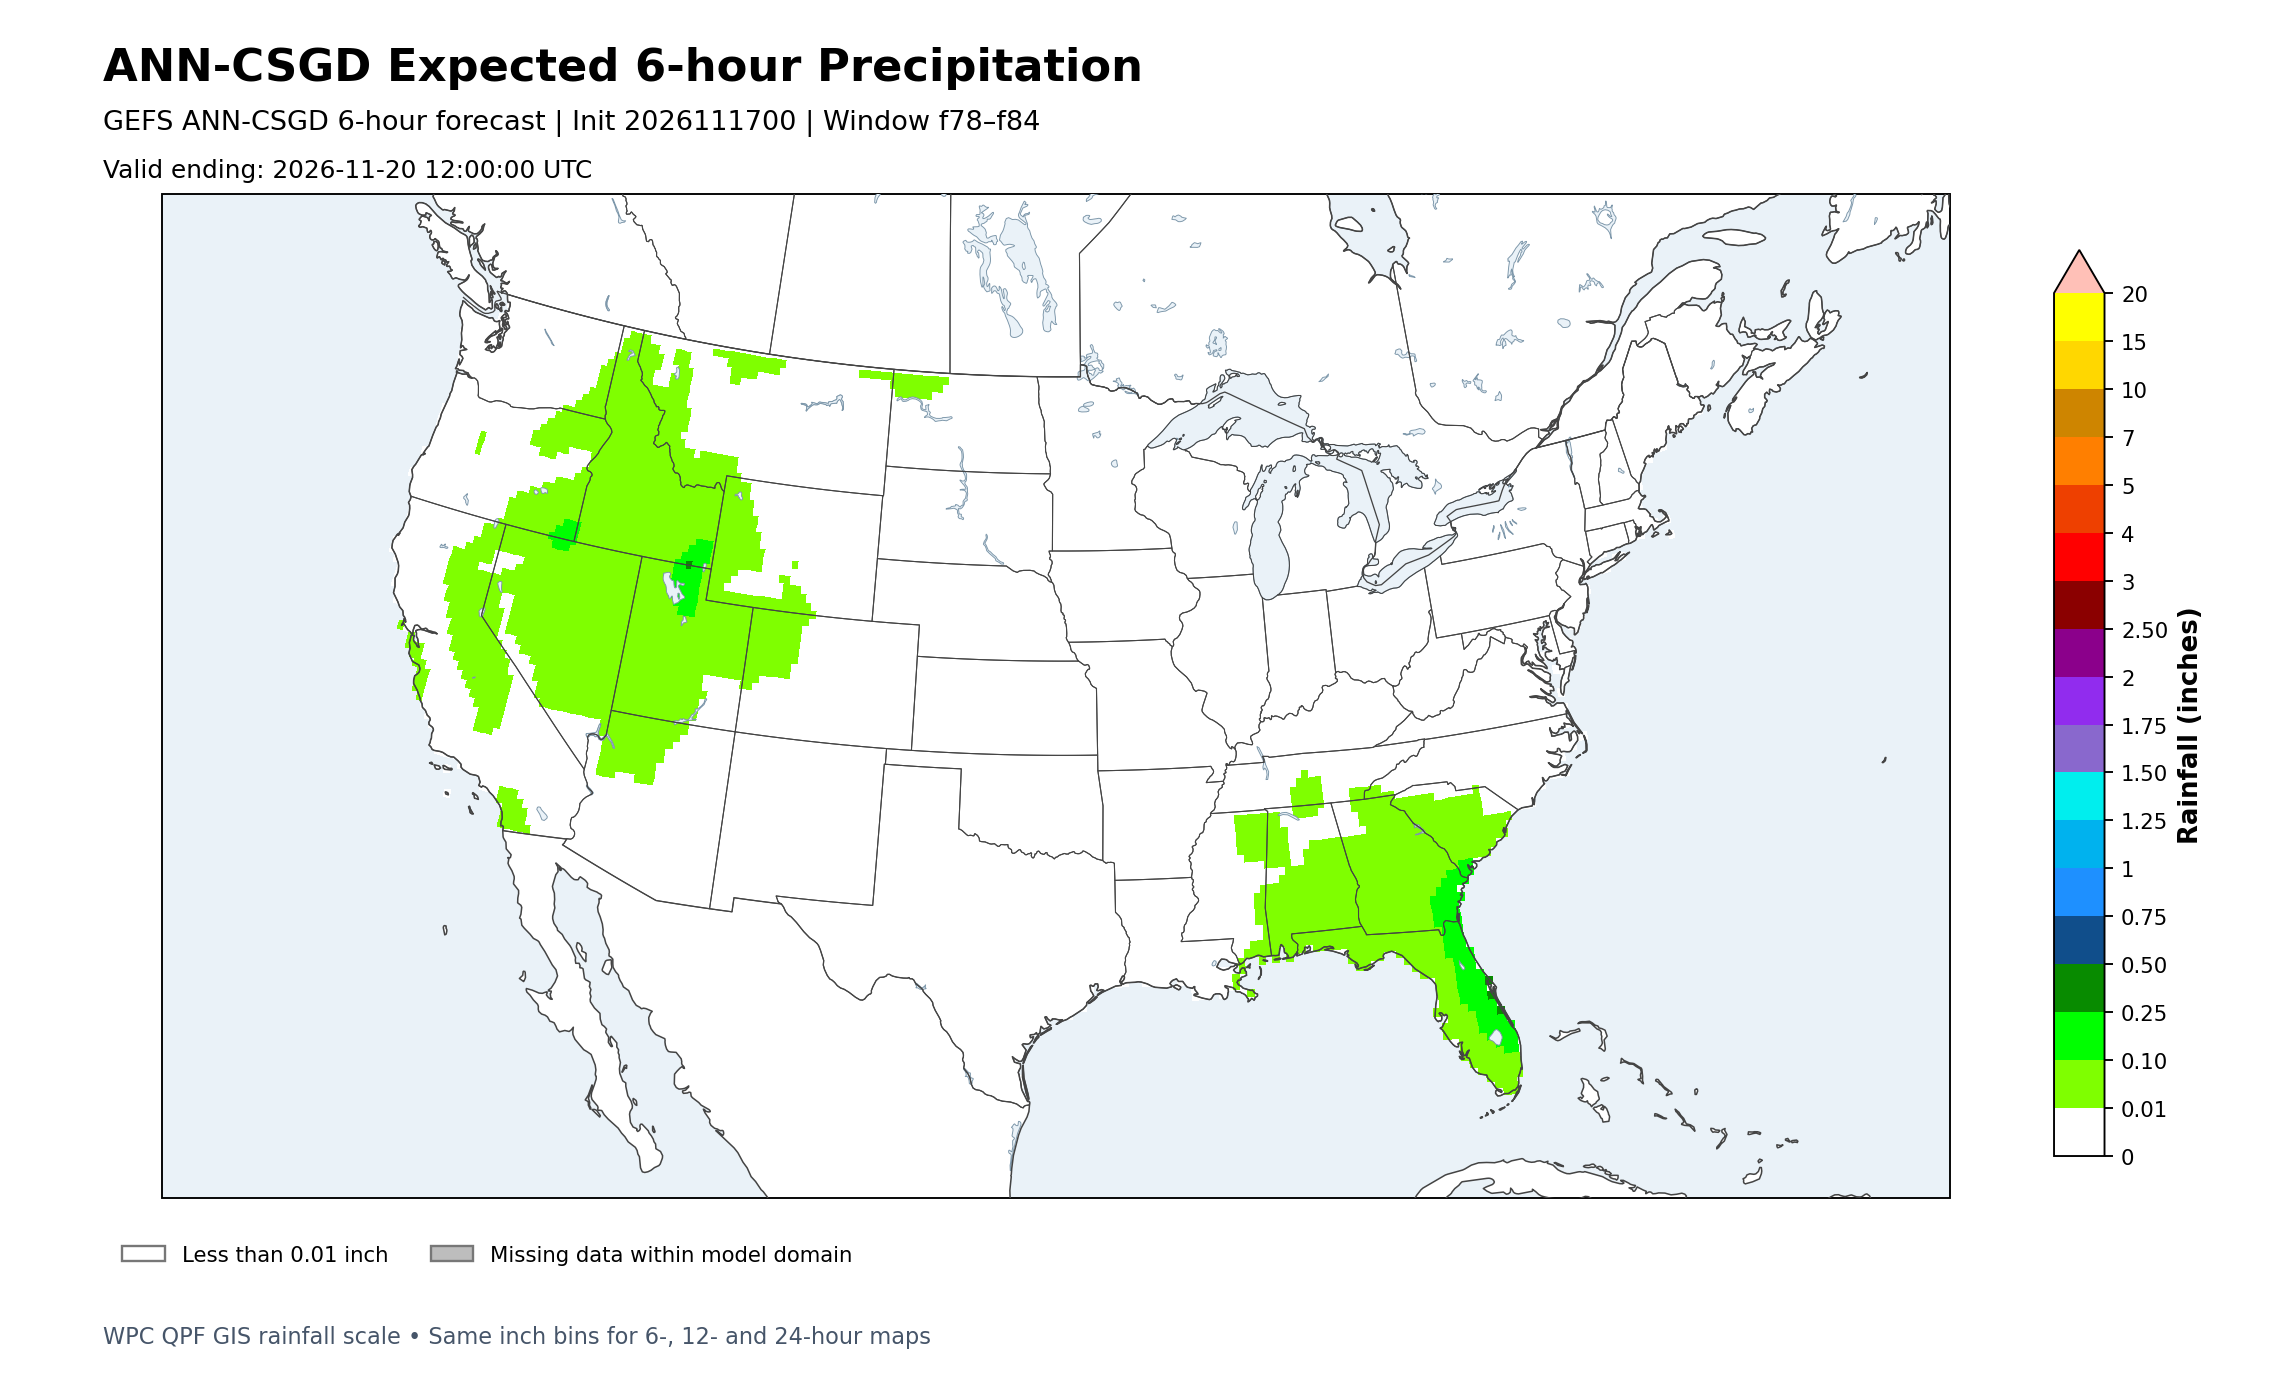 ANN-CSGD Expected 6-hour Precipitation
GEFS ANN-CSGD 6-hour forecast | Init 2026111700 | Window f78–f84
Valid ending: 2026-11-20 12:00:00 UTC
20
15
10
7
5
4
3
2.50
2
1.75
1.50
1.25
1
0.75
0.50
0.25
0.10
0.01
0
Rainfall (inches)
Less than 0.01 inch
Missing data within model domain
WPC QPF GIS rainfall scale • Same inch bins for 6-, 12- and 24-hour maps